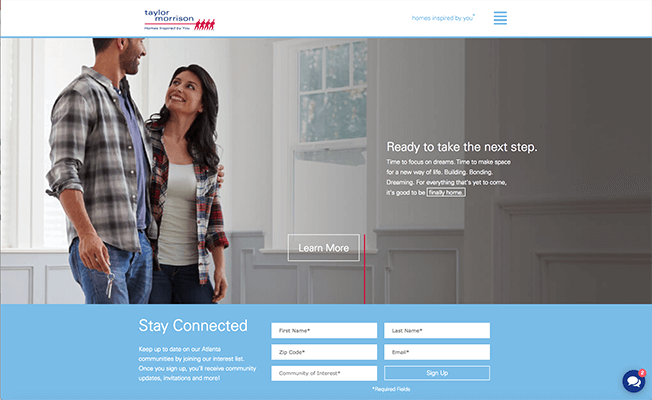 taylor
morrison
Homes Inspired by You
homes inspired by you
Ready to take the next step.
Time to focus on dreams. Time to make space
for a new way of life. Building. Bonding.
Dreaming. For everything that's yet to come,
it's good to be finally home.
Learn More
Stay Connected
Keep up to date on our Atlanta
communities by joining our interest list.
Once you sign up, you'll receive community
updates, invitations and more!
First Name*
Last Name*
Zip Code*
Email*
Community of Interest*
Sign Up
*Required Fields